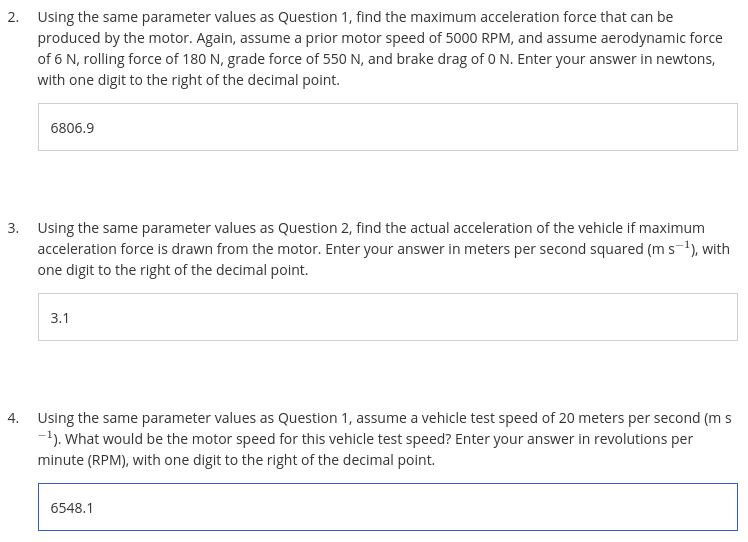 2. Using the same parameter values as Question 1, find the maximum acceleration force that can be
produced by the motor. Again, assume a prior motor speed of 5000 RPM, and assume aerodynamic force
of 6 N, rolling force of 180 N, grade force of 550 N, and brake drag of 0 N. Enter your answer in newtons,
with one digit to the right of the decimal point.
6806.9
3. Using the same parameter values as Question 2, find the actual acceleration of the vehicle if maximum
acceleration force is drawn from the motor. Enter your answer in meters per second squared (m s⁻¹), with
one digit to the right of the decimal point.
3.1
4. Using the same parameter values as Question 1, assume a vehicle test speed of 20 meters per second (m s
⁻¹). What would be the motor speed for this vehicle test speed? Enter your answer in revolutions per
minute (RPM), with one digit to the right of the decimal point.
6548.1